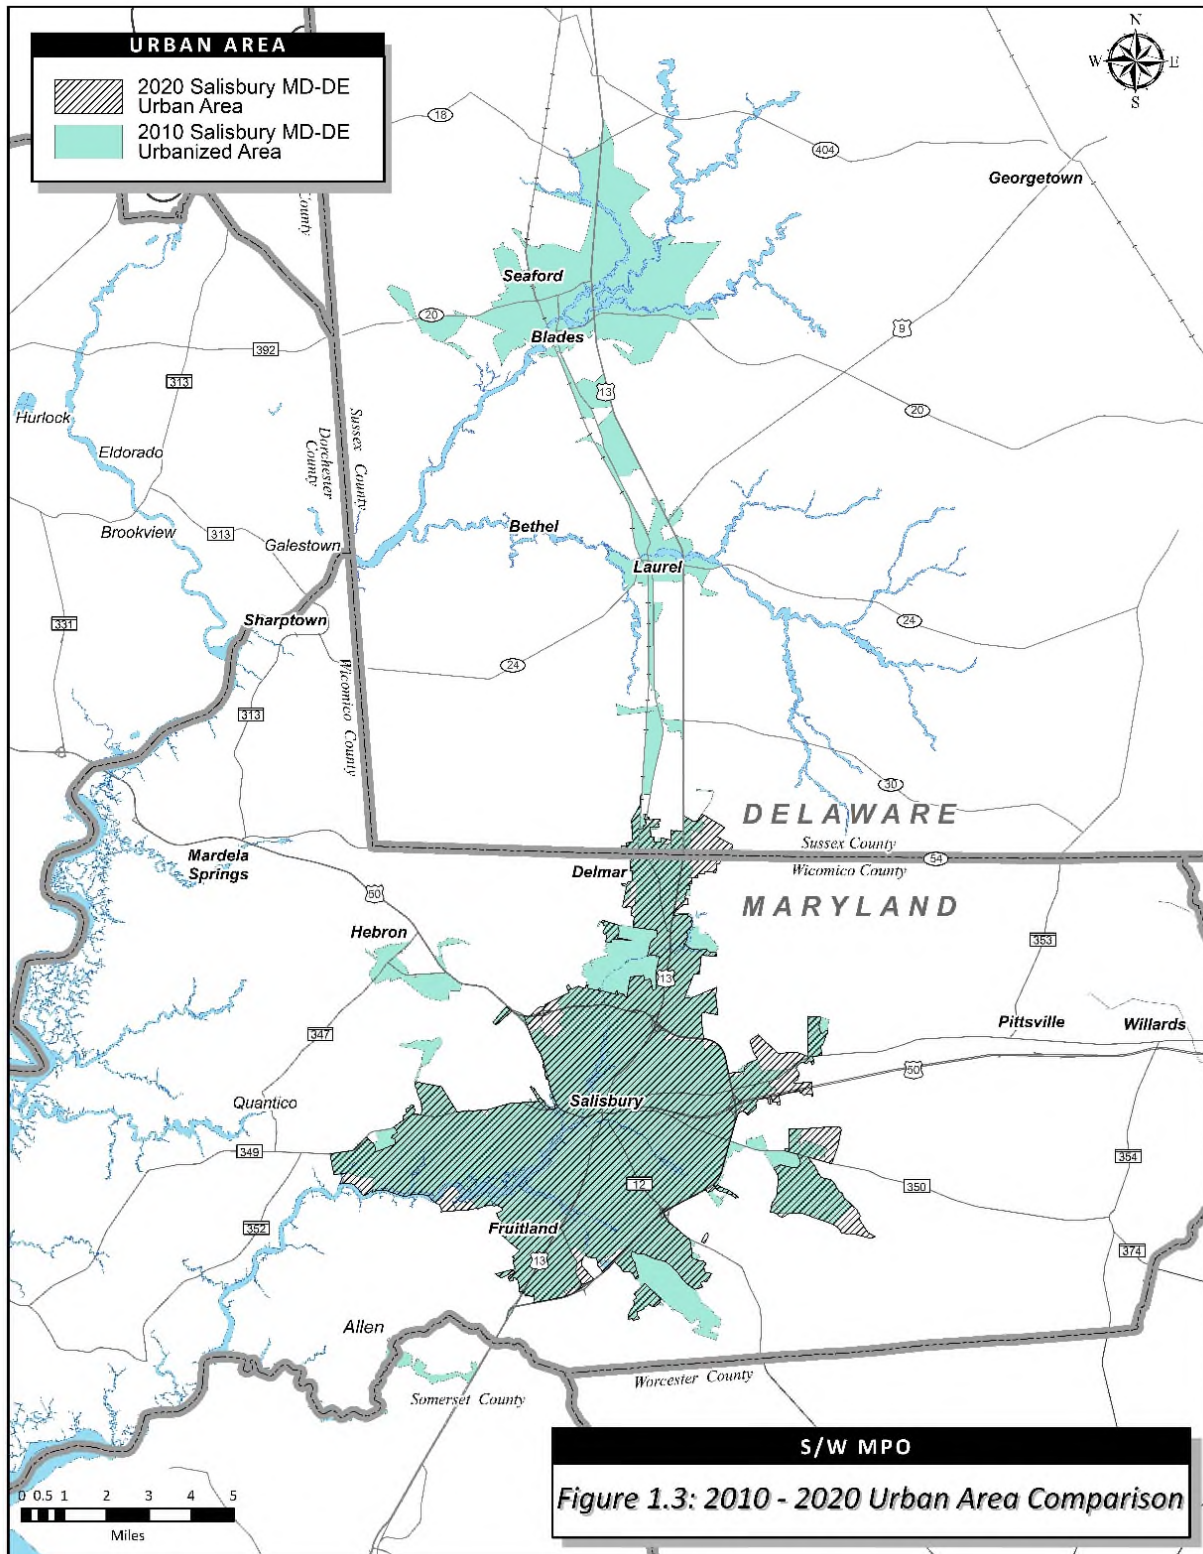 URBAN AREA
2020 Salisbury MD-DE
Urban Area
2010 Salisbury MD-DE
Urbanized Area
N
W
E
S
18
404
Georgetown
County
Seaford
20
9
Blades
392
313
13
20
Hurlock
Sussex County
Dorchester
County
Eldorado
Brookview
313
Galestown
Bethel
Laurel
331
Sharptown
24
24
Wicomico County
313
30
DELAWARE
Sussex County
54
Wicomico County
MARYLAND
Mardela
Springs
Delmar
50
Hebron
353
13
Pittsville
Willards
347
50
Quantico
Salisbury
349
354
12
350
352
Fruitland
13
374
Allen
Worcester County
Somerset County
S/W MPO
Figure 1.3: 2010 - 2020 Urban Area Comparison
0 0.5 1 2 3 4 5
Miles